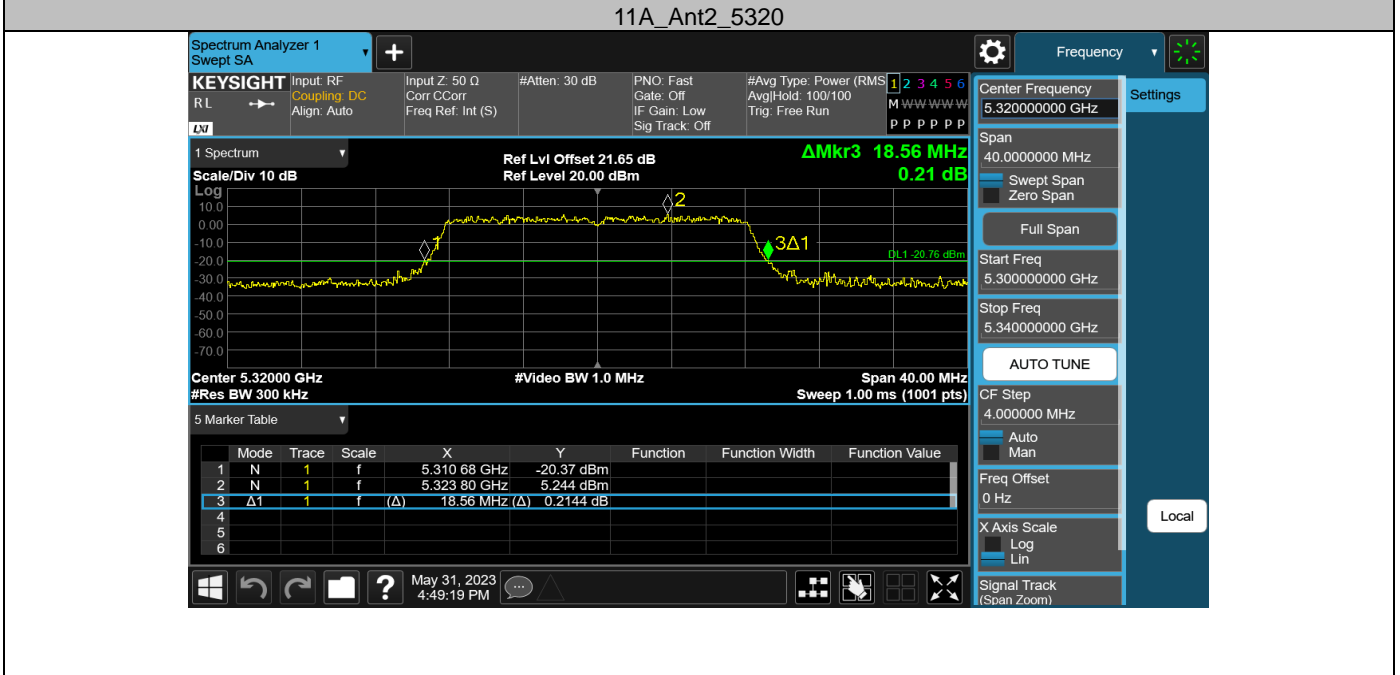 11A_Ant2_5320
Spectrum Analyzer 1
Swept SA
Frequency
KEYSIGHT
RL
LXI
Input: RF
Coupling: DC
Align: Auto
Input Z: 50 Ω
Corr CCorr
Freq Ref: Int (S)
#Atten: 30 dB
PNO: Fast
Gate: Off
IF Gain: Low
Sig Track: Off
#Avg Type: Power (RMS
Avg|Hold: 100/100
Trig: Free Run
1 2 3 4 5 6
M W W W W W
P P P P P P
1 Spectrum
Scale/Div 10 dB
Ref Lvl Offset 21.65 dB
Ref Level 20.00 dBm
ΔMkr3 18.56 MHz
0.21 dB
Log
10.0
0.00
-10.0
-20.0
-30.0
-40.0
-50.0
-60.0
-70.0
1
2
3Δ1
DL1 -20.76 dBm
Center 5.32000 GHz
#Video BW 1.0 MHz
Span 40.00 MHz
#Res BW 300 kHz
Sweep 1.00 ms (1001 pts)
5 Marker Table
Mode Trace Scale X Y Function Function Width Function Value
1 N 1 f 5.310 68 GHz -20.37 dBm
2 N 1 f 5.323 80 GHz 5.244 dBm
3 Δ1 1 f (Δ) 18.56 MHz (Δ) 0.2144 dB
4
5
6
May 31, 2023
4:49:19 PM
Center Frequency
5.320000000 GHz
Settings
Span
40.0000000 MHz
Swept Span
Zero Span
Full Span
Start Freq
5.300000000 GHz
Stop Freq
5.340000000 GHz
AUTO TUNE
CF Step
4.000000 MHz
Auto
Man
Freq Offset
0 Hz
X Axis Scale
Log
Lin
Signal Track
(Span Zoom)
Local